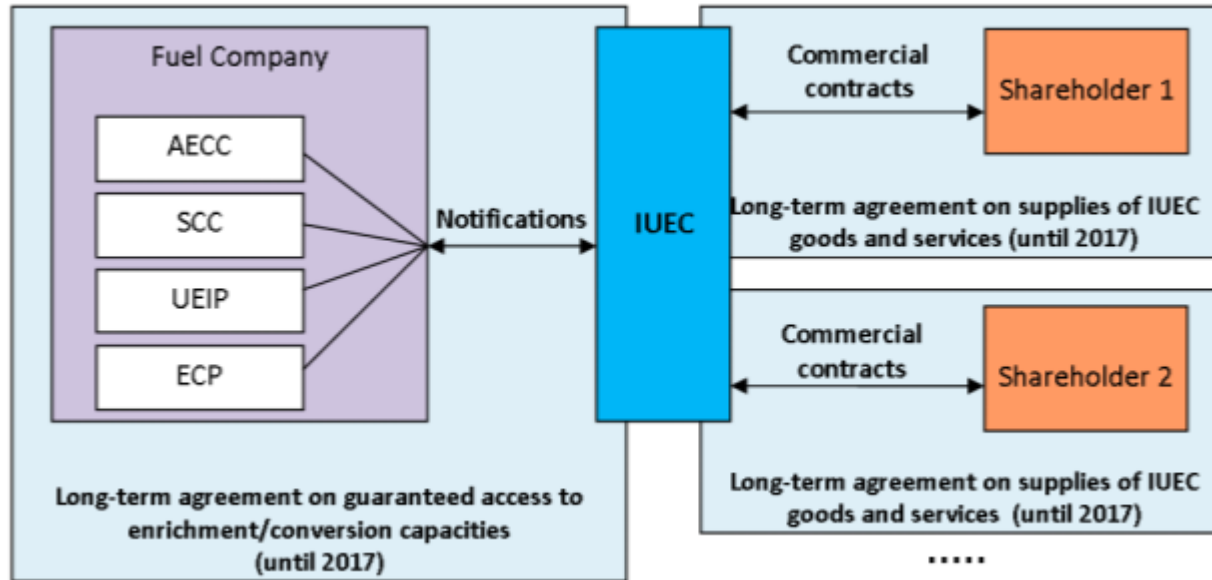 Fuel Company
AECC
SCC
UEIP
ECP
Notifications
Long-term agreement on guaranteed access to
enrichment/conversion capacities
(until 2017)
IUEC
Commercial
contracts
Shareholder 1
Long-term agreement on supplies of IUEC
goods and services (until 2017)
Commercial
contracts
Shareholder 2
Long-term agreement on supplies of IUEC
goods and services (until 2017)
.....